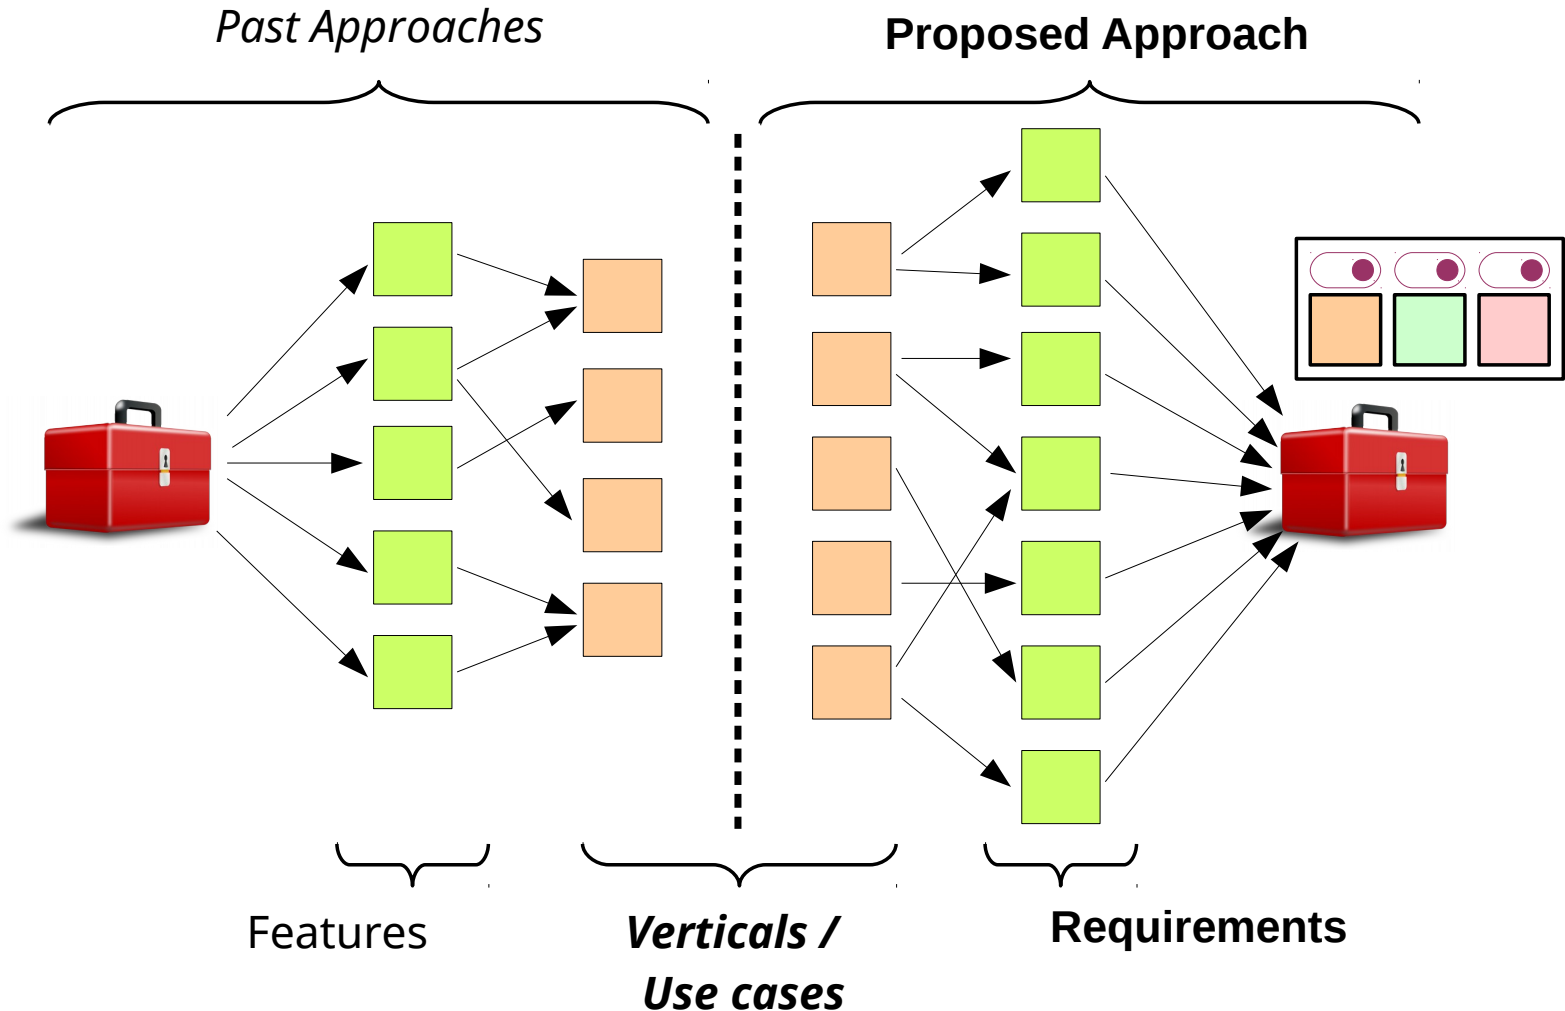 Past Approaches
Proposed Approach
Features
Verticals /
Use cases
Requirements